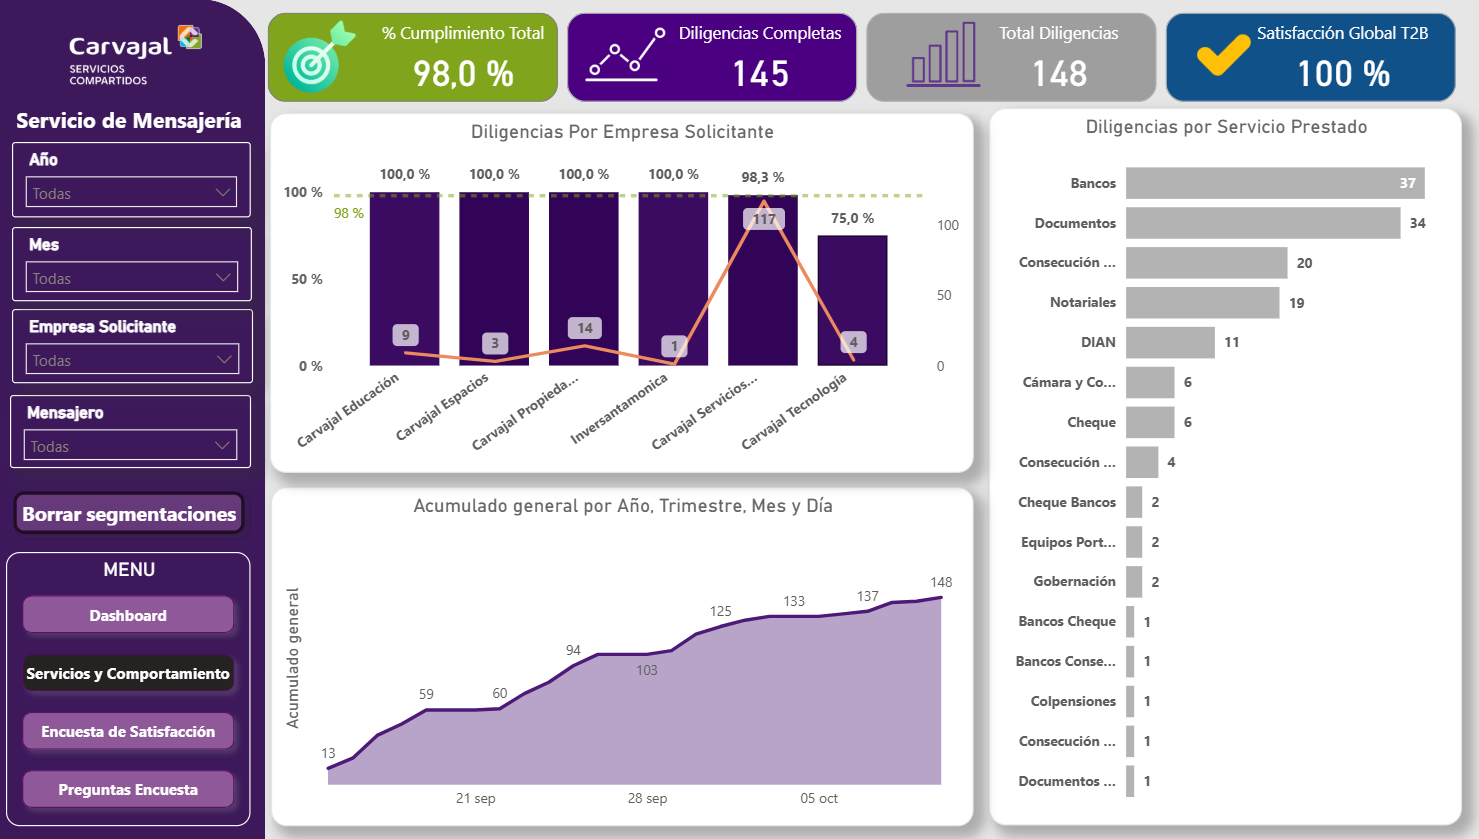 Carvajal
SERVICIOS
COMPARTIDOS
Servicio de Mensajería
Año
Todas
Mes
Todas
Empresa Solicitante
Todas
Mensajero
Todas
Borrar segmentaciones
MENU
Dashboard
Servicios y Comportamiento
Encuesta de Satisfacción
Preguntas Encuesta
% Cumplimiento Total
98,0 %
Diligencias Completas
145
Total Diligencias
148
Satisfacción Global T2B
100 %
Diligencias Por Empresa Solicitante
100,0 % 100,0 % 100,0 % 100,0 % 98,3 % 75,0 %
100 %
98 %
50 %
0 %
100
50
0
9 3 14 1 117 4
Carvajal Educación
Carvajal Espacios
Carvajal Propieda...
Inversantamonica
Carvajal Servicios...
Carvajal Tecnología
Acumulado general por Año, Trimestre, Mes y Día
Acumulado general
13 59 60 94 103 125 133 137 148
21 sep 28 sep 05 oct
Diligencias por Servicio Prestado
Bancos 37
Documentos 34
Consecución ... 20
Notariales 19
DIAN 11
Cámara y Co... 6
Cheque 6
Consecución ... 4
Cheque Bancos 2
Equipos Port... 2
Gobernación 2
Bancos Cheque 1
Bancos Conse... 1
Colpensiones 1
Consecución ... 1
Documentos ... 1